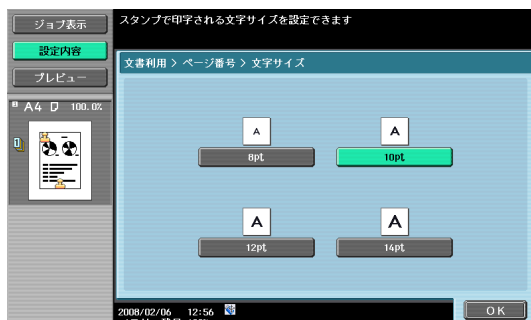 ジョブ表示
設定内容
プレビュー
スタンプで印字される文字サイズを設定できます
文書利用 > ページ番号 > 文字サイズ
A4 100.0%
A
8pt
A
10pt
A
12pt
A
14pt
2008/02/06 12:56
OK